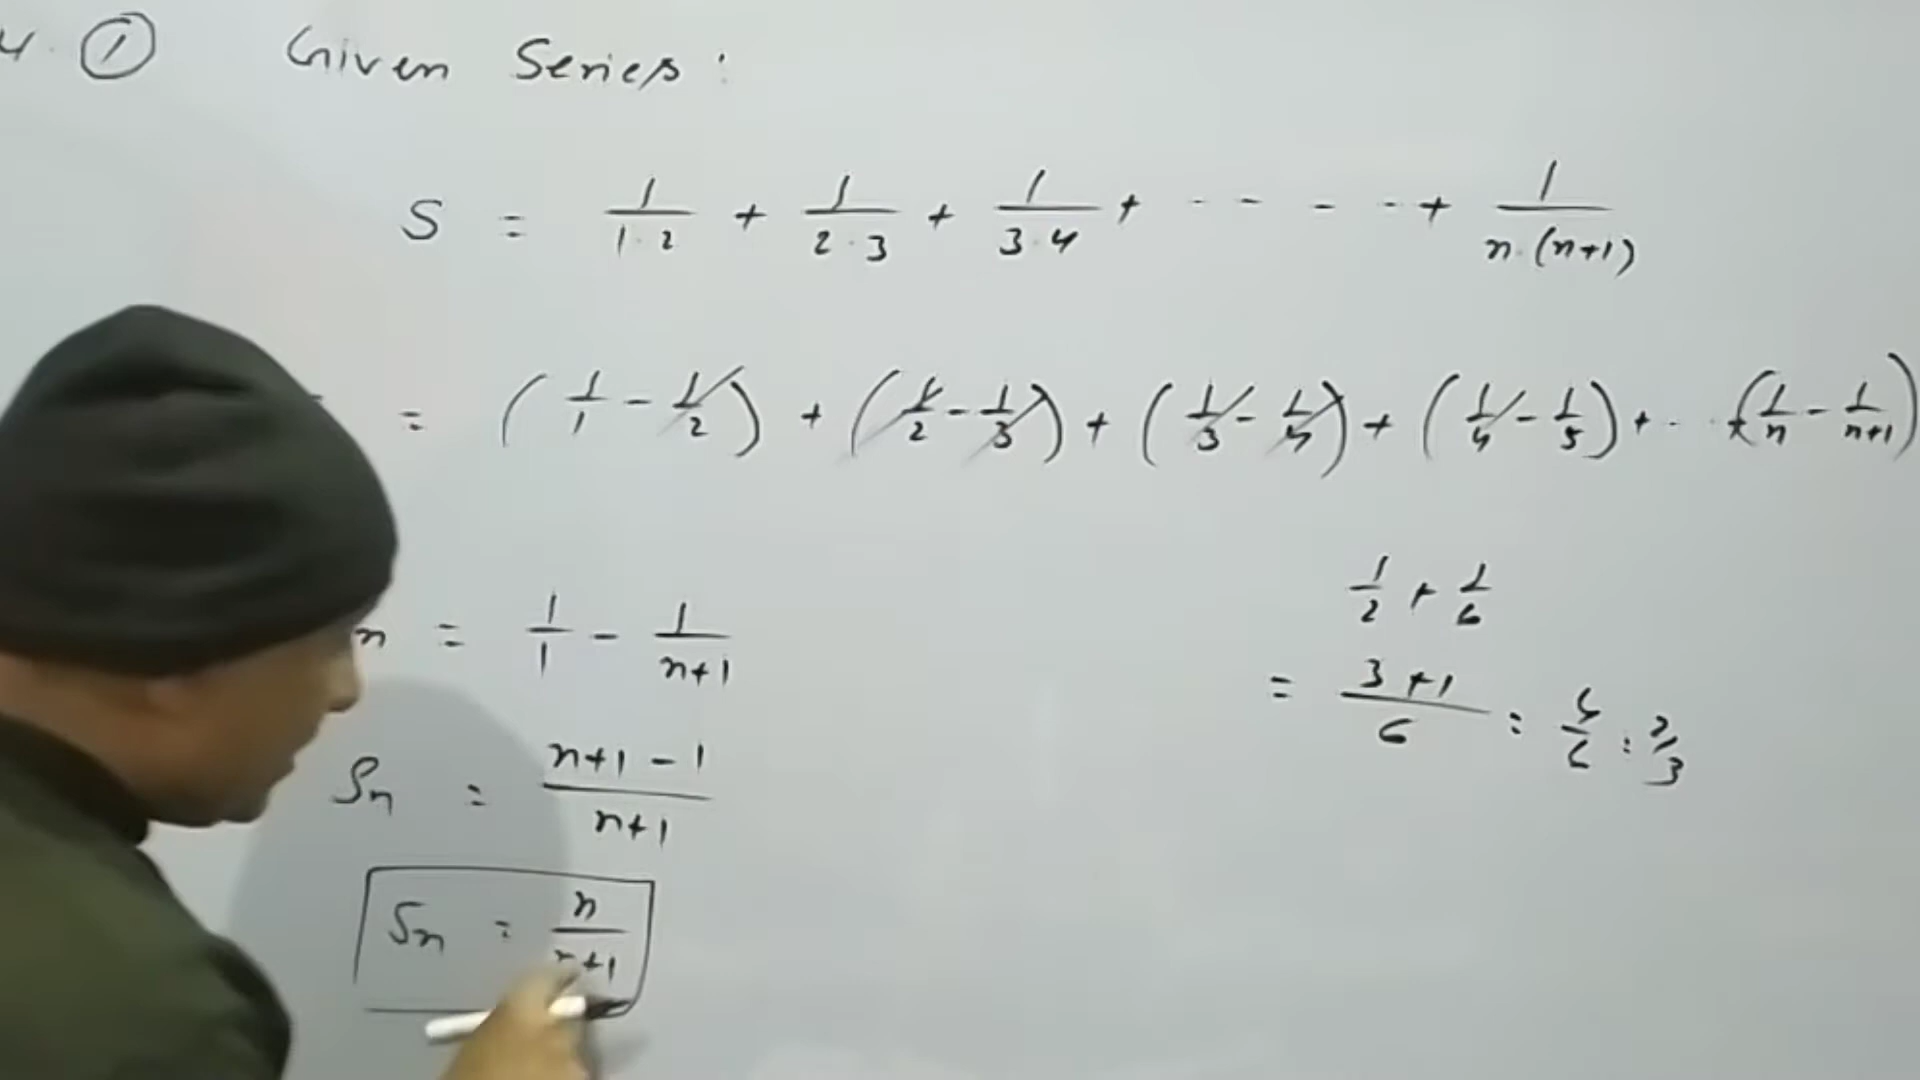 4. ① Given Series:
S = 1/(1·2) + 1/(2·3) + 1/(3·4) + - - - - + 1/(n·(n+1))
= (1/1 - 1/2) + (1/2 - 1/3) + (1/3 - 1/4) + (1/4 - 1/5) + - - + (1/n - 1/(n+1))
n = 1/1 - 1/(n+1)
Sn = (n+1-1)/(n+1)
Sn = n/(n+1)
1/2 + 1/6
= (3+1)/6 = 4/6 = 2/3